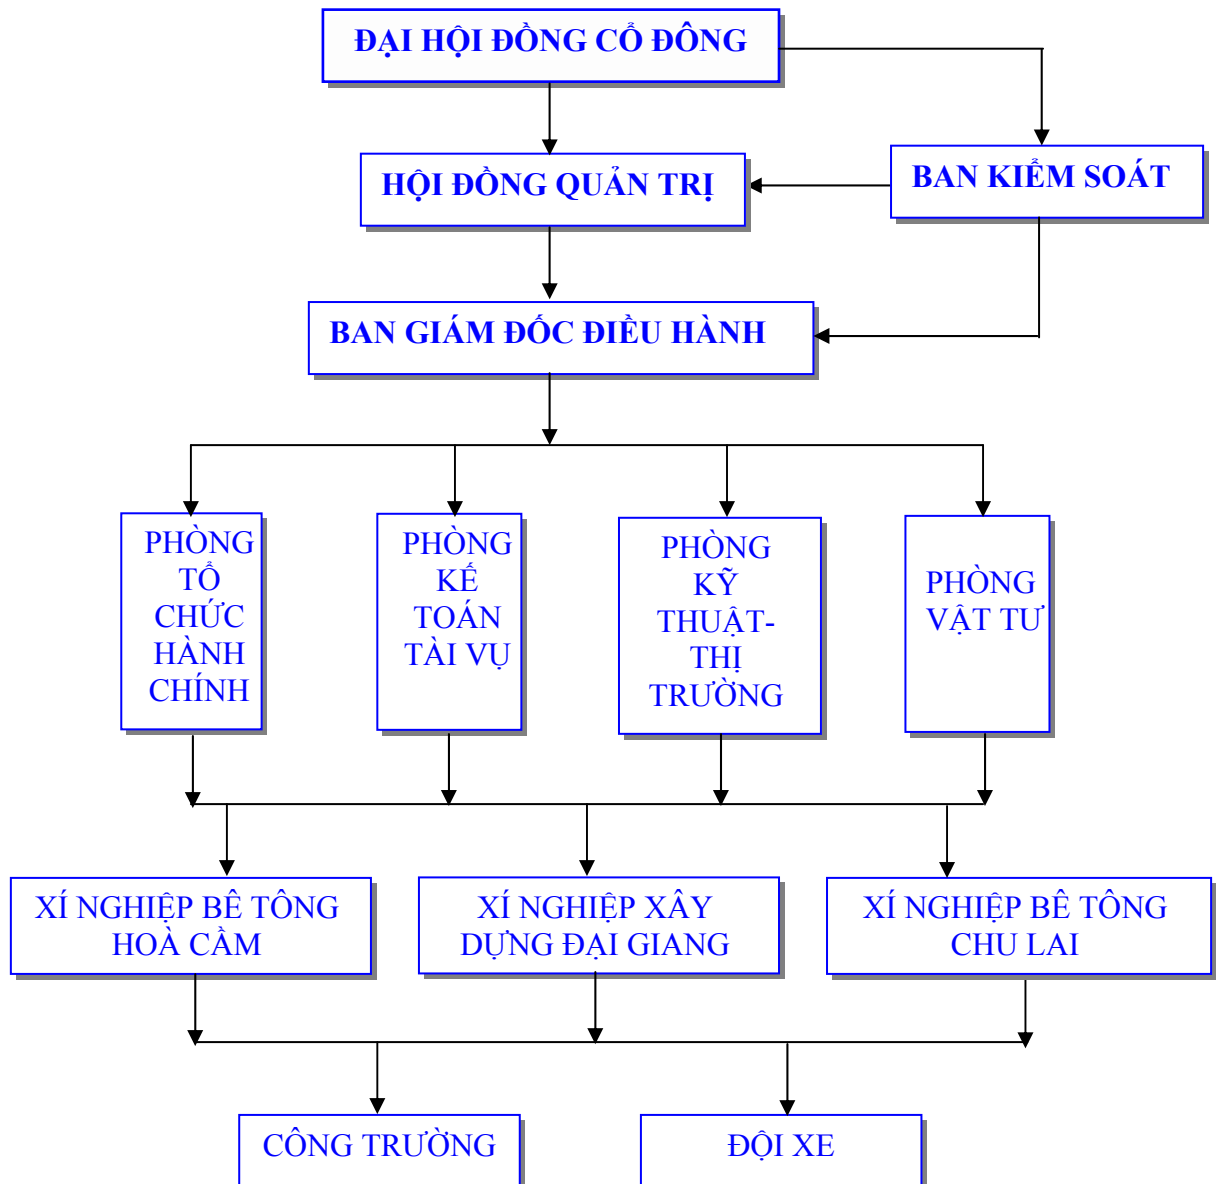 ĐẠI HỘI ĐỒNG CỔ ĐÔNG
HỘI ĐỒNG QUẢN TRỊ
BAN KIỂM SOÁT
BAN GIÁM ĐỐC ĐIỀU HÀNH
PHÒNG
TỔ
CHỨC
HÀNH
CHÍNH
PHÒNG
KẾ
TOÁN
TÀI VỤ
PHÒNG
KỸ
THUẬT-
THỊ
TRƯỜNG
PHÒNG
VẬT TƯ
XÍ NGHIỆP BÊ TÔNG
HOÀ CẦM
XÍ NGHIỆP XÂY
DỰNG ĐẠI GIANG
XÍ NGHIỆP BÊ TÔNG
CHU LAI
CÔNG TRƯỜNG
ĐỘI XE